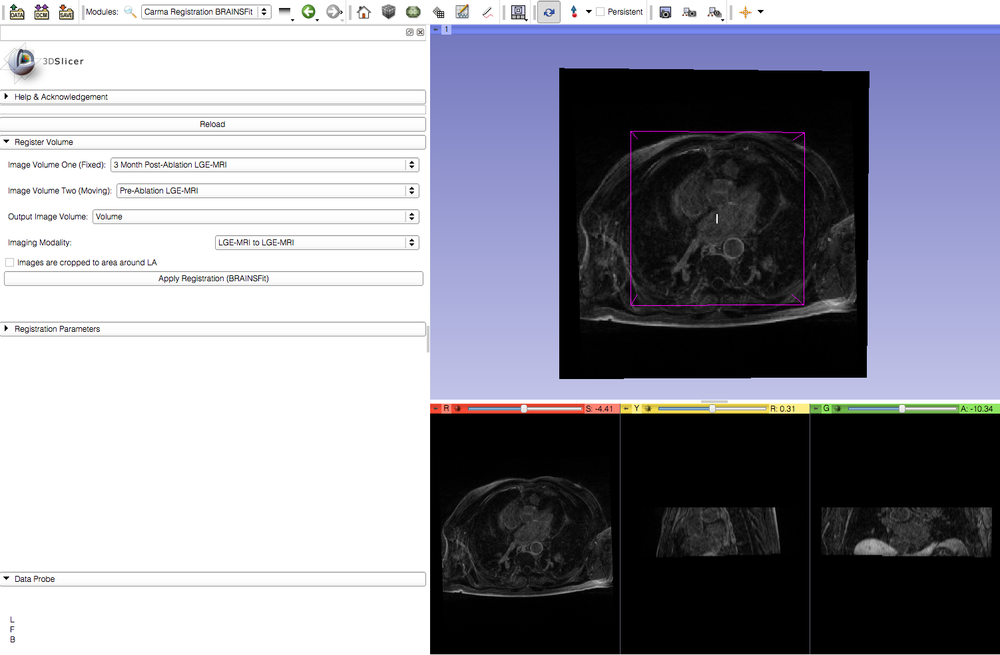 DATA DCM SAVE Modules: Carma Registration BRAINSFit Persistent
1
3DSlicer
Help & Acknowledgement
Reload
Register Volume
Image Volume One (Fixed): 3 Month Post-Ablation LGE-MRI
Image Volume Two (Moving): Pre-Ablation LGE-MRI
Output Image Volume: Volume
Imaging Modality: LGE-MRI to LGE-MRI
Images are cropped to area around LA
Apply Registration (BRAINSFit)
Registration Parameters
Data Probe
L
F
B
I
R S: -4.41 Y R: 0.31 G A: -10.34